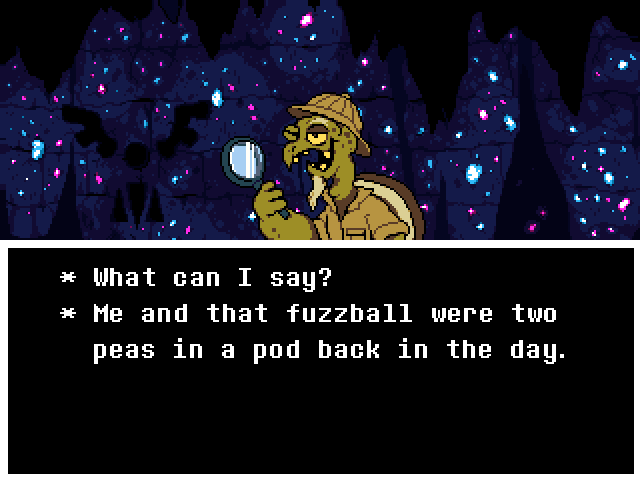 * What can I say?
* Me and that fuzzball were two
peas in a pod back in the day.